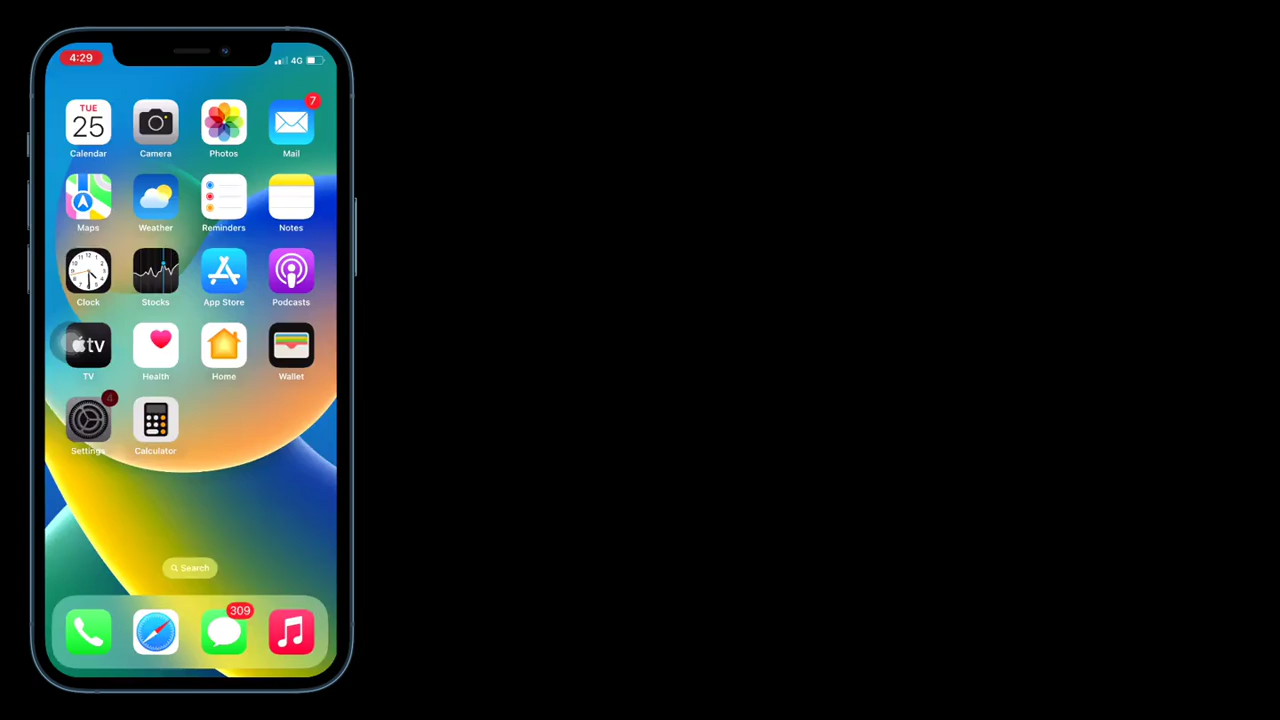 4:29
4G
TUE
25
7
Calendar
Camera
Photos
Mail
Maps
Weather
Reminders
Notes
Clock
Stocks
App Store
Podcasts
tv
TV
Health
Home
Wallet
4
Settings
Calculator
Search
309